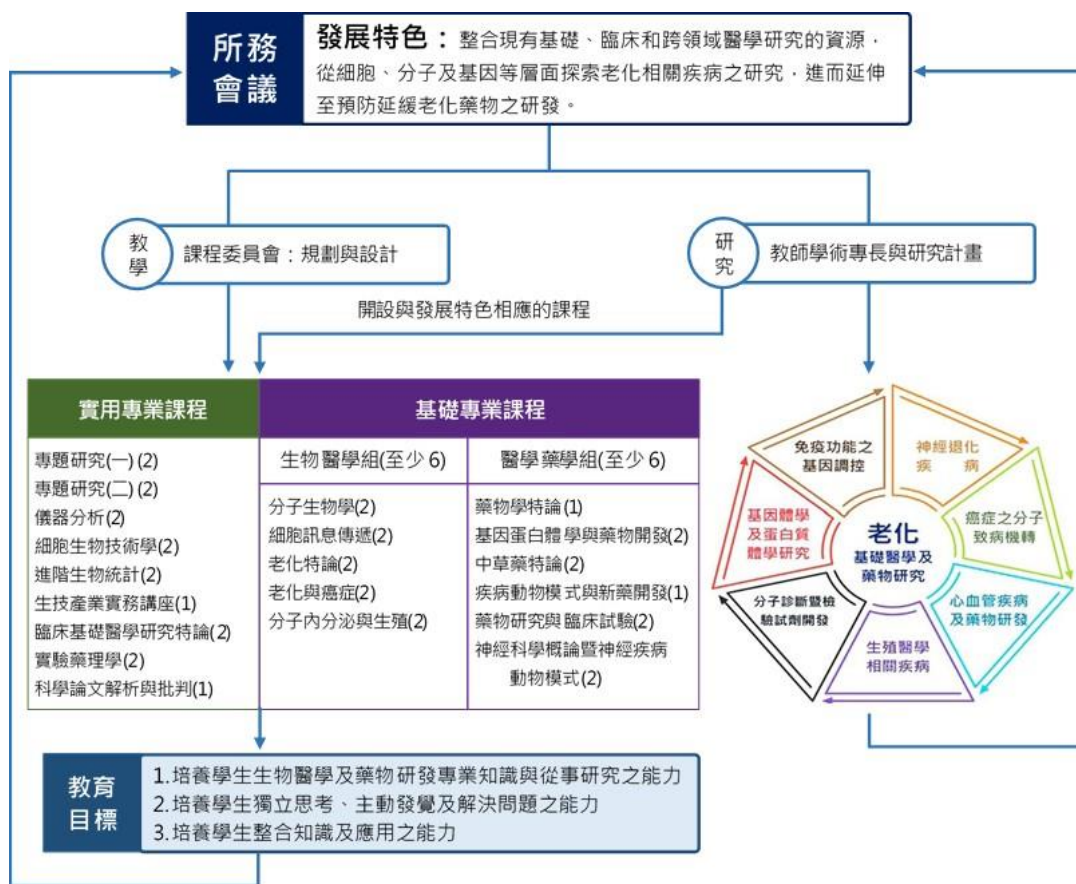 所務
會議
發展特色：整合現有基礎、臨床和跨領域醫學研究的資源，
從細胞、分子及基因等層面探索老化相關疾病之研究，進而延伸
至預防延緩老化藥物之研發。
教
學
課程委員會：規劃與設計
研
究
教師學術專長與研究計畫
開設與發展特色相應的課程
實用專業課程
專題研究(一) (2)
專題研究(二) (2)
儀器分析(2)
細胞生物技術學(2)
進階生物統計(2)
生技產業實務講座(1)
臨床基礎醫學研究特論(2)
實驗藥理學(2)
科學論文解析與批判(1)
基礎專業課程
生物醫學組(至少 6)
分子生物學(2)
細胞訊息傳遞(2)
老化特論(2)
老化與癌症(2)
分子內分泌與生殖(2)
醫學藥學組(至少 6)
藥物學特論(1)
基因蛋白體學與藥物開發(2)
中草藥特論(2)
疾病動物模式與新藥開發(1)
藥物研究與臨床試驗(2)
神經科學概論暨神經疾病
動物模式(2)
免疫功能之
基因調控
神經退化
疾病
基因體學
及蛋白質
體學研究
癌症之分子
致病機轉
老化
基礎醫學及
藥物研究
分子診斷暨檢
驗試劑開發
心血管疾病
及藥物研發
生殖醫學
相關疾病
教育
目標
1.培養學生生物醫學及藥物研發專業知識與從事研究之能力
2.培養學生獨立思考、主動發覺及解決問題之能力
3.培養學生整合知識及應用之能力